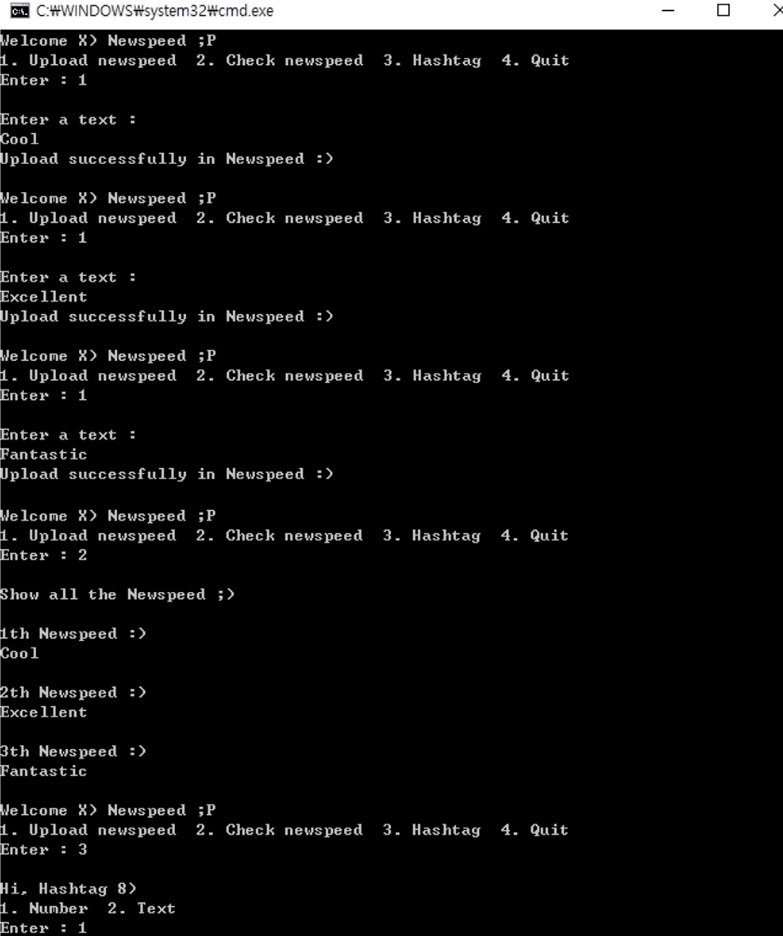 C:₩WINDOWS₩system32₩cmd.exe
Welcome X) Newspeed ;P
1. Upload newspeed  2. Check newspeed  3. Hashtag  4. Quit
Enter : 1
Enter a text :
Cool
Upload successfully in Newspeed :)
Welcome X) Newspeed ;P
1. Upload newspeed  2. Check newspeed  3. Hashtag  4. Quit
Enter : 1
Enter a text :
Excellent
Upload successfully in Newspeed :)
Welcome X) Newspeed ;P
1. Upload newspeed  2. Check newspeed  3. Hashtag  4. Quit
Enter : 1
Enter a text :
Fantastic
Upload successfully in Newspeed :)
Welcome X) Newspeed ;P
1. Upload newspeed  2. Check newspeed  3. Hashtag  4. Quit
Enter : 2
Show all the Newspeed ;)
1th Newspeed :)
Cool
2th Newspeed :)
Excellent
3th Newspeed :)
Fantastic
Welcome X) Newspeed ;P
1. Upload newspeed  2. Check newspeed  3. Hashtag  4. Quit
Enter : 3
Hi, Hashtag 8)
1. Number  2. Text
Enter : 1